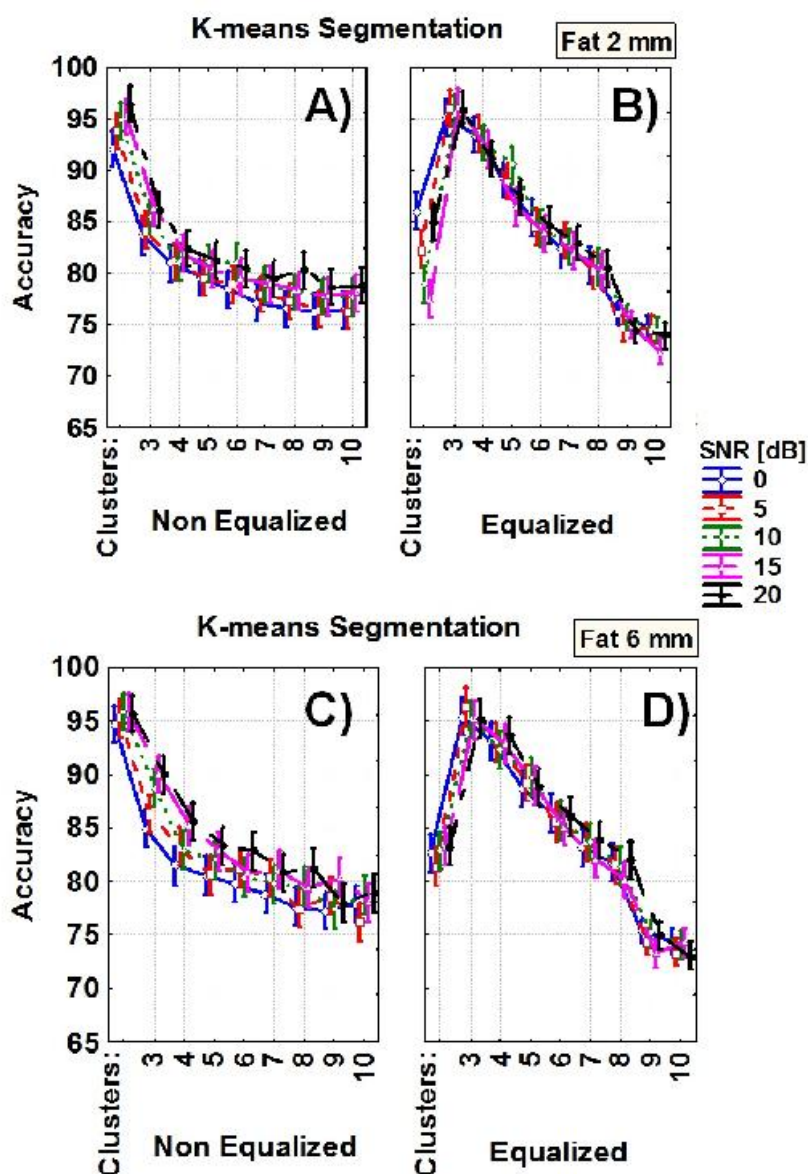 K-means Segmentation
Fat 2 mm
A)
B)
Accuracy
100
95
90
85
80
75
70
65
Clusters:
3
4
5
6
7
8
9
10
Non Equalized
Clusters:
3
4
5
6
7
8
9
10
Equalized
SNR [dB]
0
5
10
15
20
K-means Segmentation
Fat 6 mm
C)
D)
Accuracy
100
95
90
85
80
75
70
65
Clusters:
3
4
5
6
7
8
9
10
Non Equalized
Clusters:
3
4
5
6
7
8
9
10
Equalized